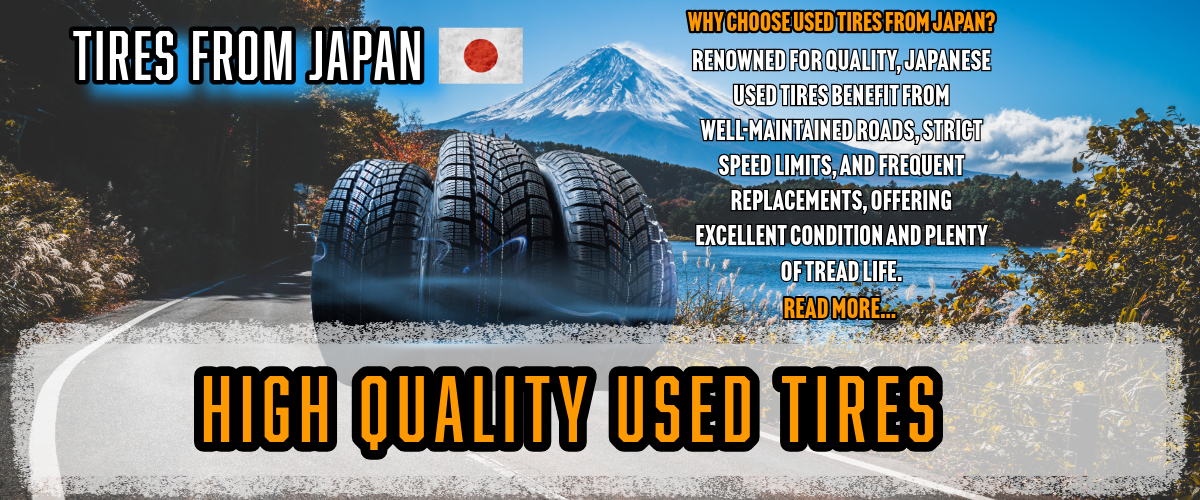 TIRES FROM JAPAN
WHY CHOOSE USED TIRES FROM JAPAN?
RENOWNED FOR QUALITY, JAPANESE
USED TIRES BENEFIT FROM
WELL-MAINTAINED ROADS, STRICT
SPEED LIMITS, AND FREQUENT
REPLACEMENTS, OFFERING
EXCELLENT CONDITION AND PLENTY
OF TREAD LIFE.
READ MORE...
HIGH QUALITY USED TIRES